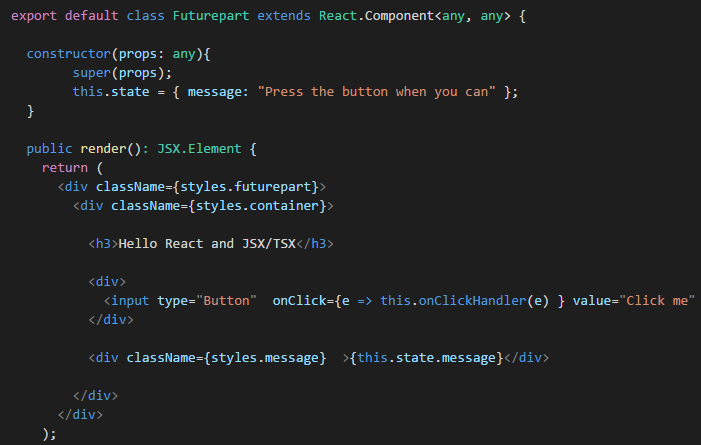 export default class Futurepart extends React.Component<any, any> {
constructor(props: any){
super(props);
this.state = { message: "Press the button when you can" };
}
public render(): JSX.Element {
return (
<div className={styles.futurepart}>
<div className={styles.container}>
<h3>Hello React and JSX/TSX</h3>
<div>
<input type="Button"  onClick={e => this.onClickHandler(e) } value="Click me"
</div>
<div className={styles.message}  >{this.state.message}</div>
</div>
</div>
);